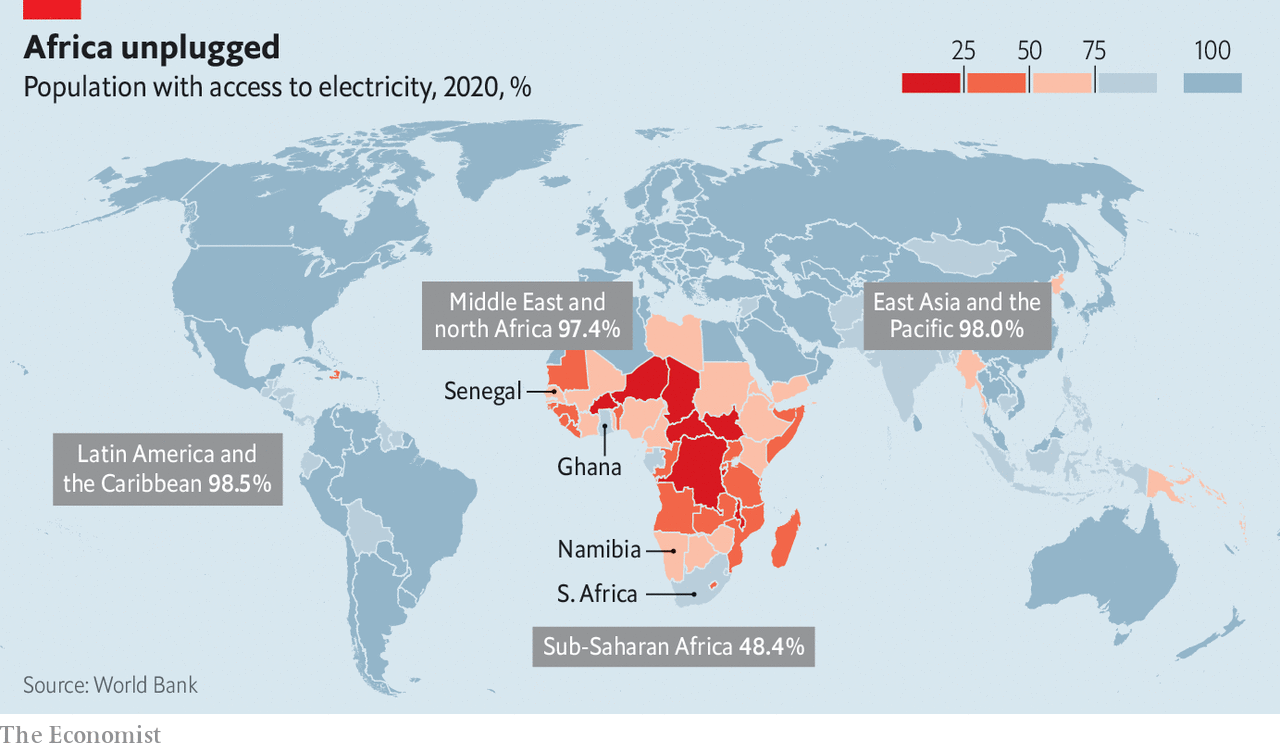 Africa unplugged
Population with access to electricity, 2020, %
25 50 75 100
Middle East and
north Africa 97.4%
East Asia and the
Pacific 98.0%
Senegal
Latin America and
the Caribbean 98.5%
Ghana
Namibia
S. Africa
Sub-Saharan Africa 48.4%
Source: World Bank
The Economist